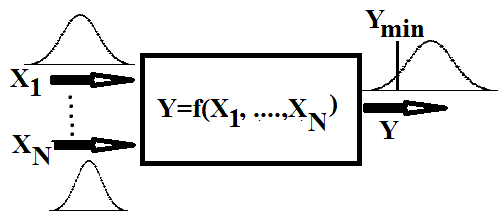 Y_min
X_1
Y=f(X_1, ....,X_N)
Y
X_N